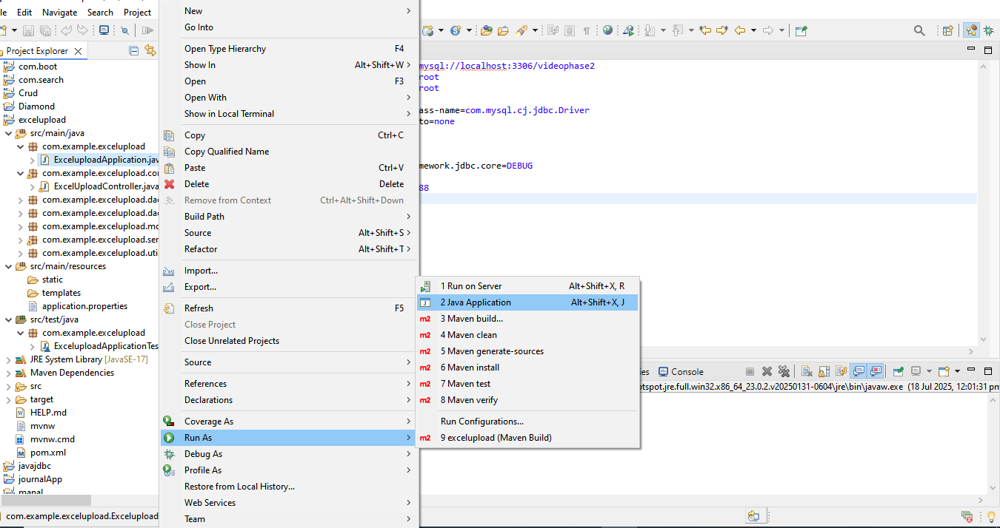 le Edit Navigate Search Project
Project Explorer
com.boot
com.search
Crud
Diamond
excelupload
src/main/java
com.example.excelupload
ExceluploadApplication.jav
com.example.excelupload.con
ExcelUploadController.java
com.example.excelupload.dao
com.example.excelupload.dao
com.example.excelupload.mo
com.example.excelupload.ser
com.example.excelupload.uti
src/main/resources
static
templates
application.properties
src/test/java
com.example.excelupload
ExceluploadApplicationTes
JRE System Library [JavaSE-17]
Maven Dependencies
src
target
HELP.md
mvnw
mvnw.cmd
pom.xml
javajdbc
journalApp
manal
com.example.excelupload.Excelupload
New
Go Into
Open Type Hierarchy F4
Show In Alt+Shift+W
Open F3
Open With
Show in Local Terminal
Copy Ctrl+C
Copy Qualified Name
Paste Ctrl+V
Delete Delete
Remove from Context Ctrl+Alt+Shift+Down
Build Path
Source Alt+Shift+S
Refactor Alt+Shift+T
Import...
Export...
Refresh F5
Close Project
Close Unrelated Projects
Source
References
Declarations
Coverage As
Run As
Debug As
Profile As
Restore from Local History...
Web Services
Team
1 Run on Server Alt+Shift+X, R
2 Java Application Alt+Shift+X, J
m2 3 Maven build...
m2 4 Maven clean
m2 5 Maven generate-sources
m2 6 Maven install
m2 7 Maven test
m2 8 Maven verify
Run Configurations...
m2 9 excelupload (Maven Build)
mysql://localhost:3306/videophase2
root
root
ass-name=com.mysql.cj.jdbc.Driver
to=none
mework.jdbc.core=DEBUG
88
ies Console
otspot.jre.full.win32.x86_64_23.0.2.v20250131-0604\jre\bin\javaw.exe (18 Jul 2025, 12:01:31 pm